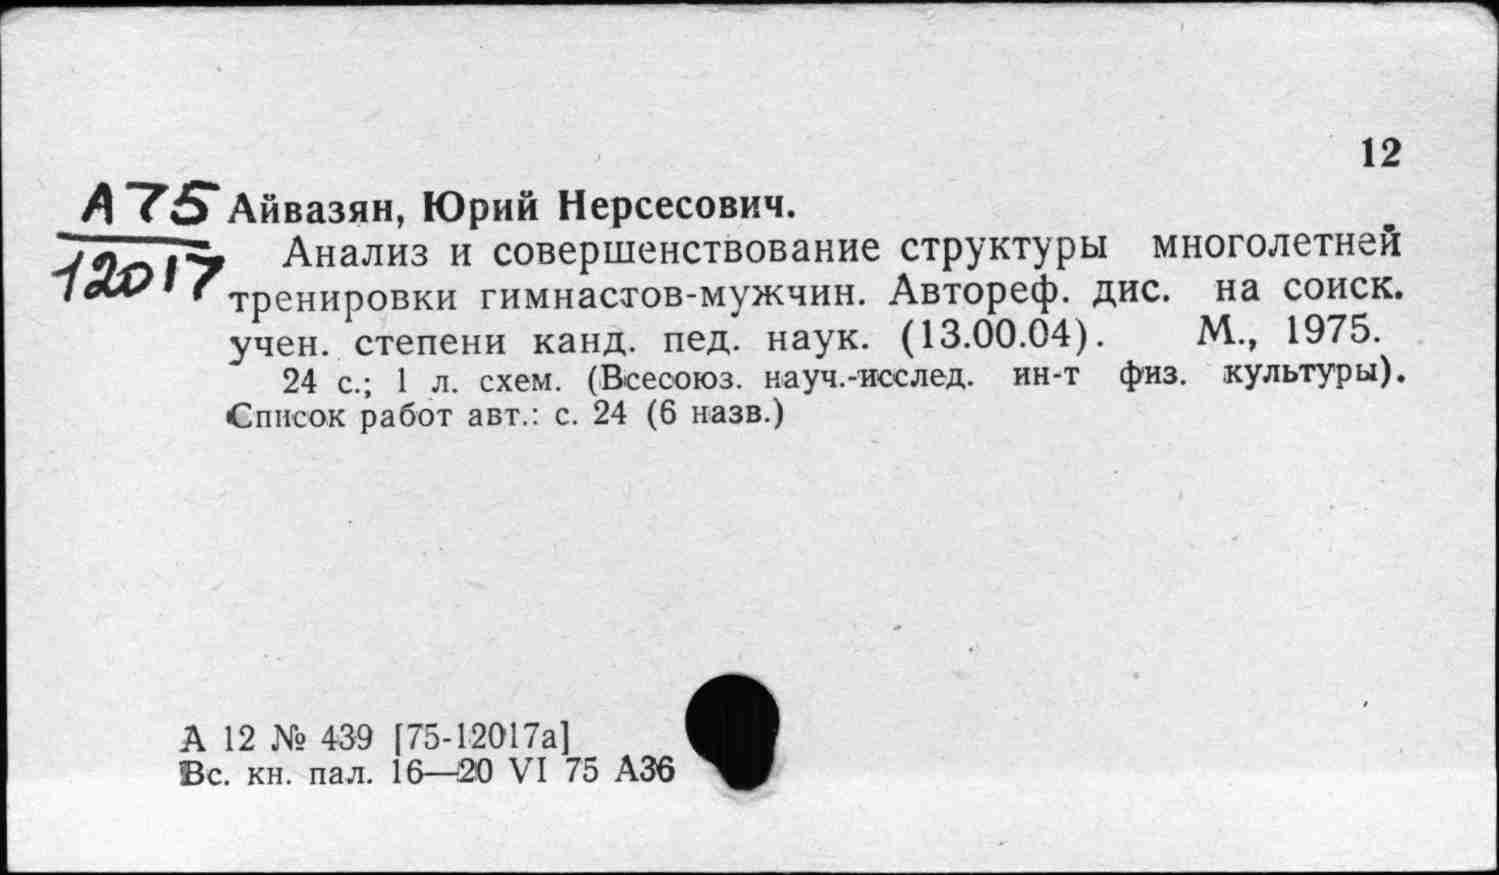 12
А75 Айвазян, Юрий Нерсесович.
12017 Анализ и совершенствование структуры многолетней
тренировки гимнастов-мужчин. Автореф. дис. на соиск.
учен. степени канд. пед. наук. (13.00.04). М., 1975.
24 с.; 1 л. схем. (Всесоюз. науч.-исслед. ин-т физ. культуры).
Список работ авт.: с. 24 (6 назв.)
А 12 № 439 [75-12017а]
Вс. кн. пал. 16—20 VI 75 А36